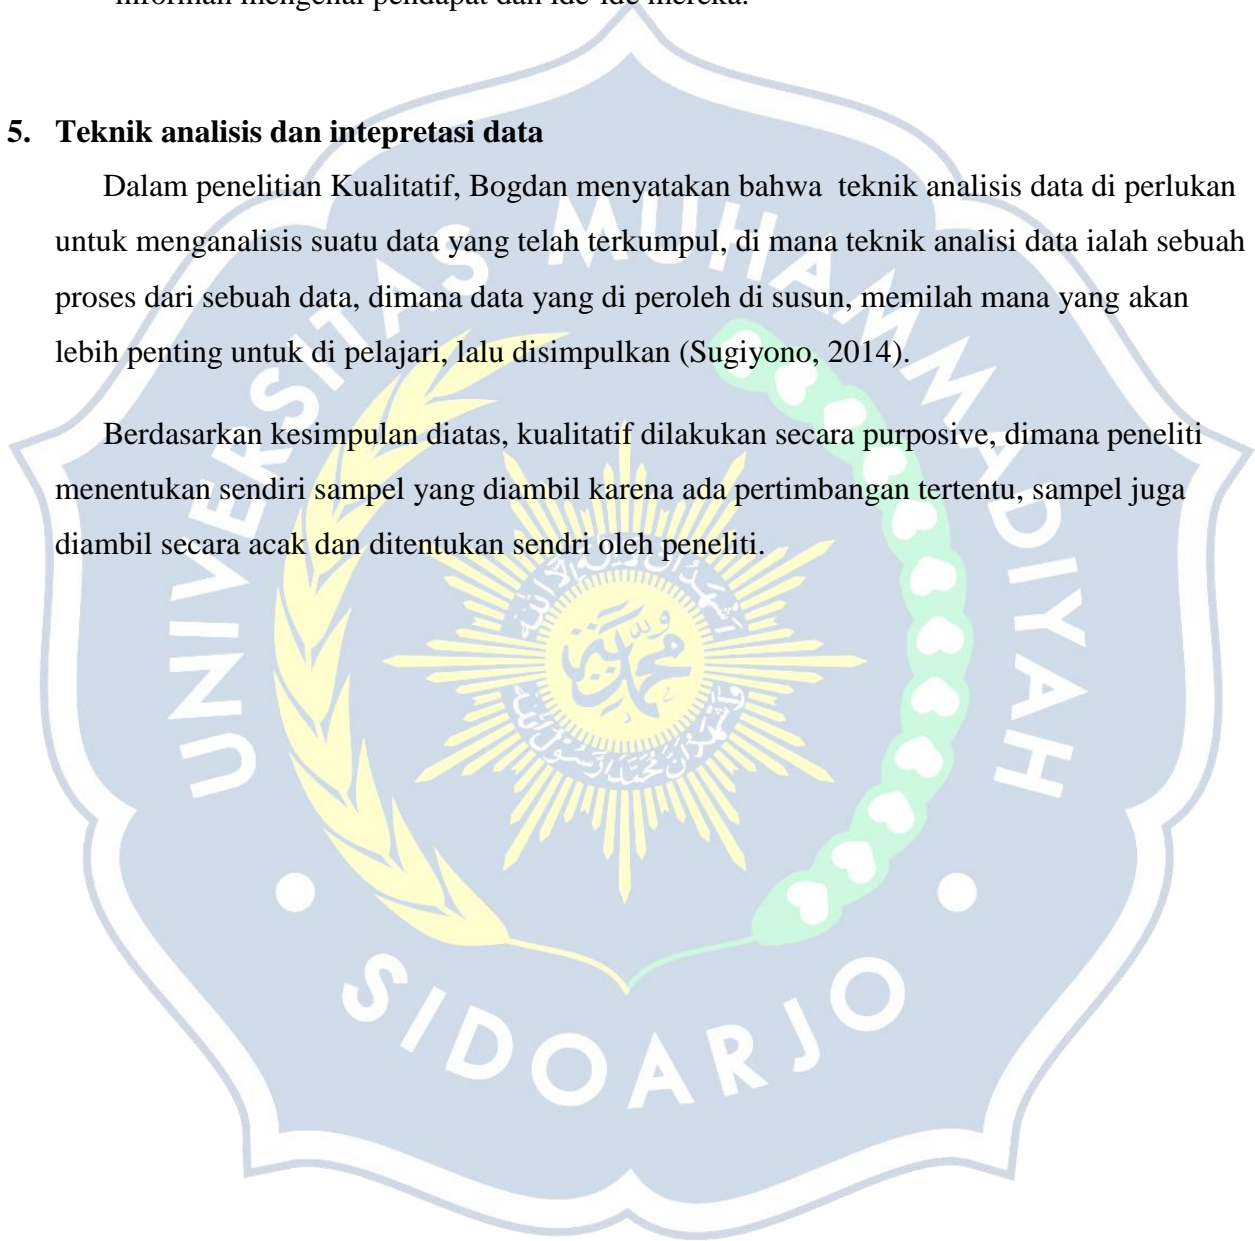 informan mengenai pendapat dan ide-ide mereka.
5. Teknik analisis dan intepretasi data
Dalam penelitian Kualitatif, Bogdan menyatakan bahwa teknik analisis data di perlukan
untuk menganalisis suatu data yang telah terkumpul, di mana teknik analisi data ialah sebuah
proses dari sebuah data, dimana data yang di peroleh di susun, memilah mana yang akan
lebih penting untuk di pelajari, lalu disimpulkan (Sugiyono, 2014).
Berdasarkan kesimpulan diatas, kualitatif dilakukan secara purposive, dimana peneliti
menentukan sendiri sampel yang diambil karena ada pertimbangan tertentu, sampel juga
diambil secara acak dan ditentukan sendri oleh peneliti.
UNIVERSITAS MUHAMMADIYAH
SIDOARJO
محمد